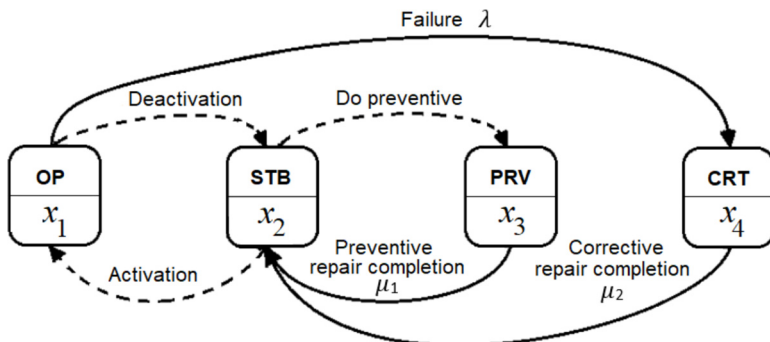 Failure λ
Deactivation
Do preventive
OP
STB
PRV
CRT
x₁
x₂
x₃
x₄
Activation
Preventive
repair completion
μ₁
Corrective
repair completion
μ₂